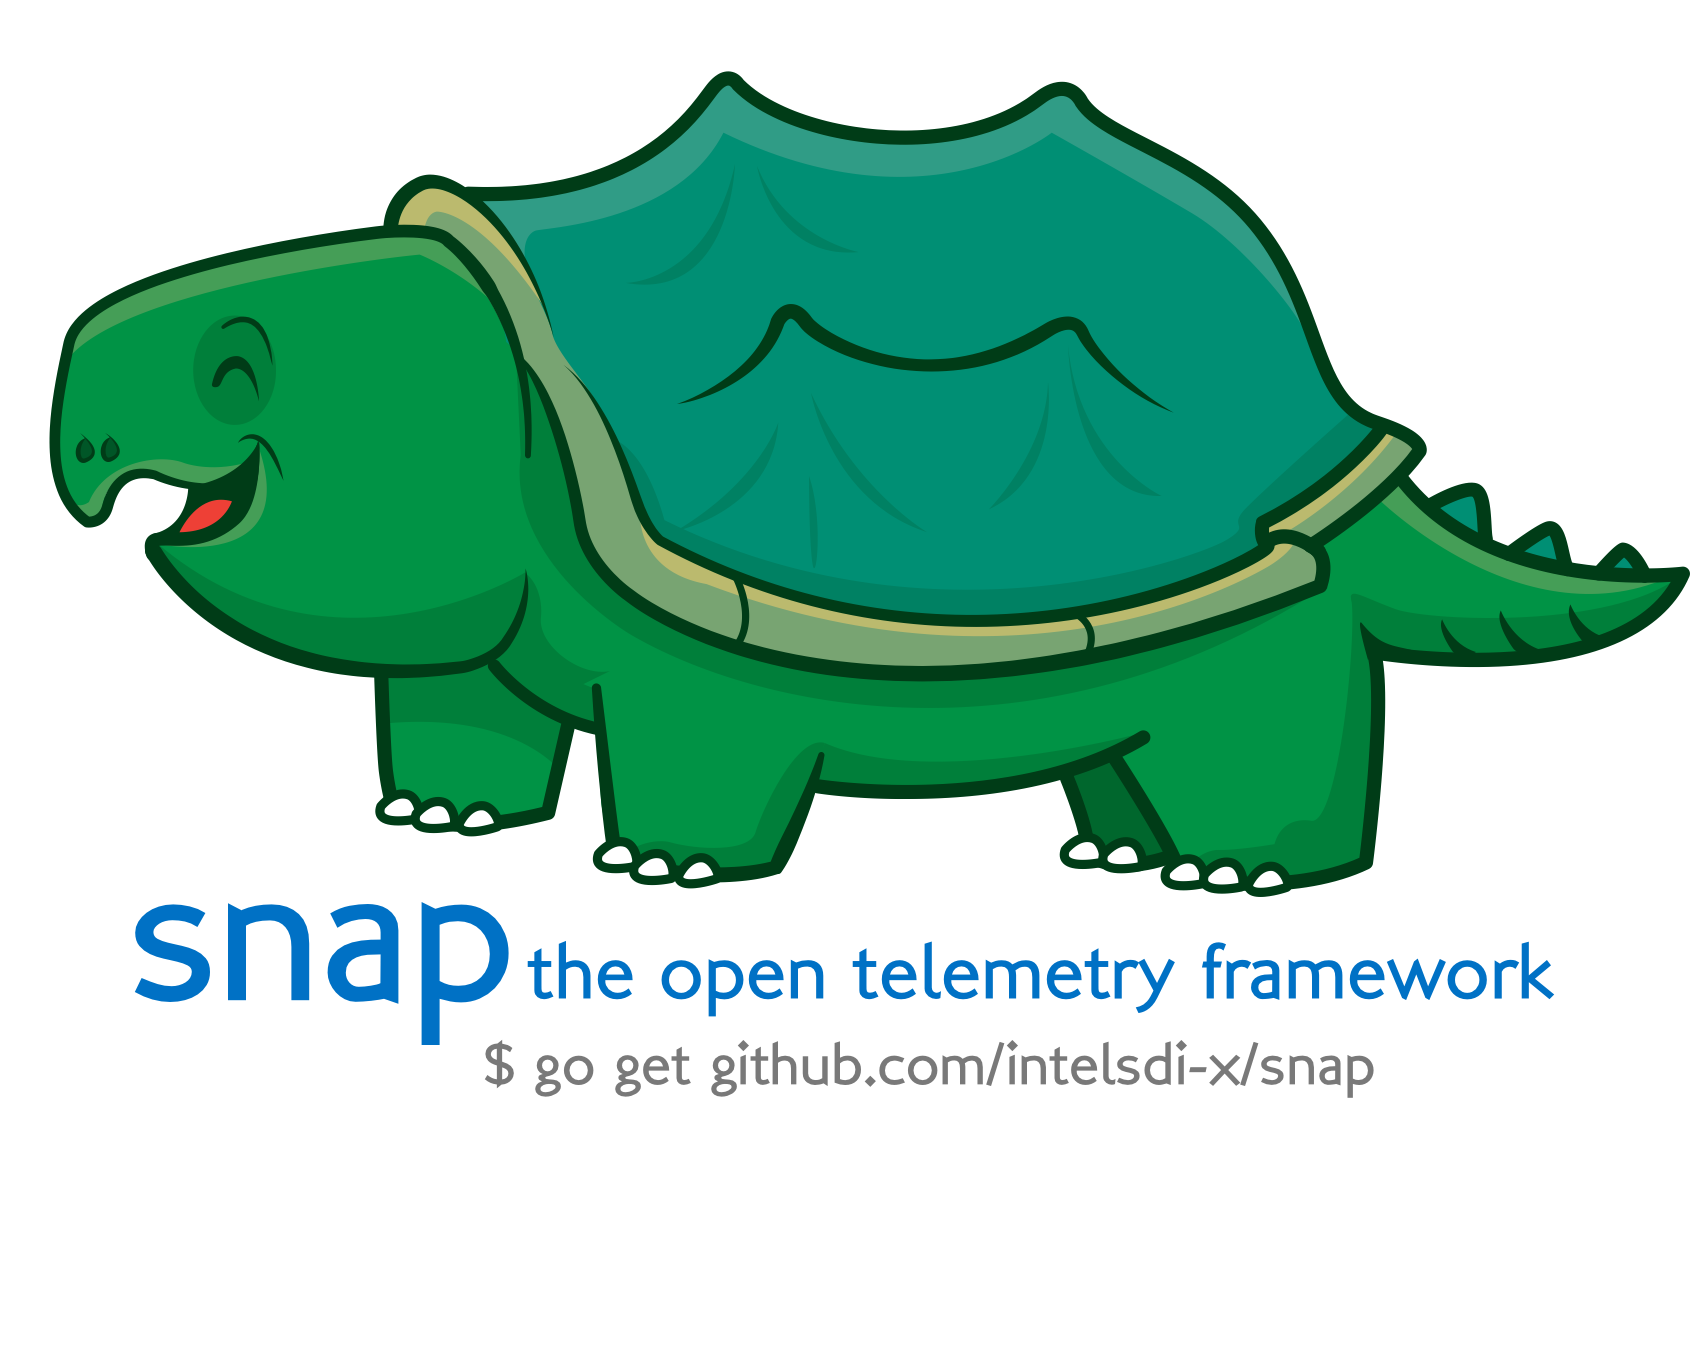 snap the open telemetry framework
$ go get github.com/intelsdi-x/snap